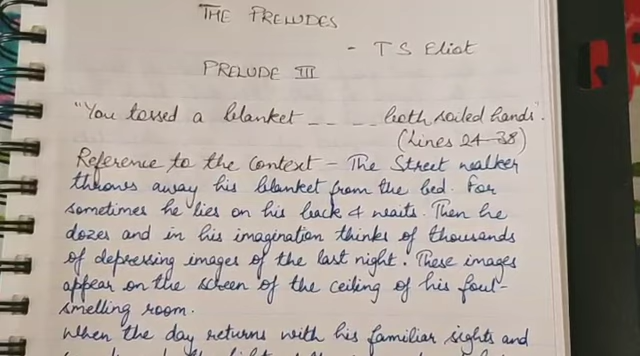 THE PRELUDES
- T S Eliot
PRELUDE III
"You tossed a blanket _ _ _ _ both soiled hands".
(Lines 24-38)
Reference to the context - The Street walker
throws away his blanket from the bed. For
sometimes he lies on his back & waits. Then he
dozes and in his imagination thinks of thousands
of depressing images of the last night. These images
appear on the screen of the ceiling of his foul-
smelling room.
When the day returns with his familiar sights and